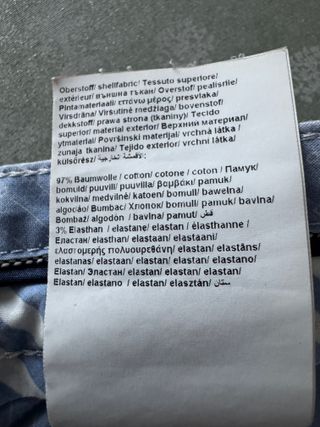 Oberstoff/ shellfabric/ Tessuto superiore/
extérieur/ външна тъкан/ Overstof/ pealisriie/
Pintamateriaali/ επάνω μέρος/ presvlaka/
Virsdrāna/ Viršutinė medžiaga/ bovenstof/
dekkstoff/ prawa strona (tkaniny)/ Tecido
superior/ material exterior/ Верхний материал/
ytmaterial/ Površinski material/ vrchná látka /
zunaja tkanina/ Tejido exterior/ vrchní látka/
külsőrész/ الأقمشة الخارجية:
97% Baumwolle / cotton/ cotone / coton / Памук/
bomuld/ puuvill/ puuvilla/ βαμβάκι/ pamuk/
kokvilna/ medvilnė/ katoen/ bomull/ bawełna/
algocião/ Bumbac/ Хлопок/ bomull/ pamuk/ bavlna/
Bombaž/ algodón / bavlna/ pamut / قطن
3% Elasthan / elastane/ elastan / élasthanne /
Еластан/ elasthan/ elastaan/ elastaani/
ελαστομερής πολυουρεθάνη/ elastan/ elastāns/
elastanas/ elastaan/ elastan/ elastan/ elastano/
Elastan/ Эластан/ elastan/ elastan/ elastan/
Elastan/ elastano / elastan/ elasztán/